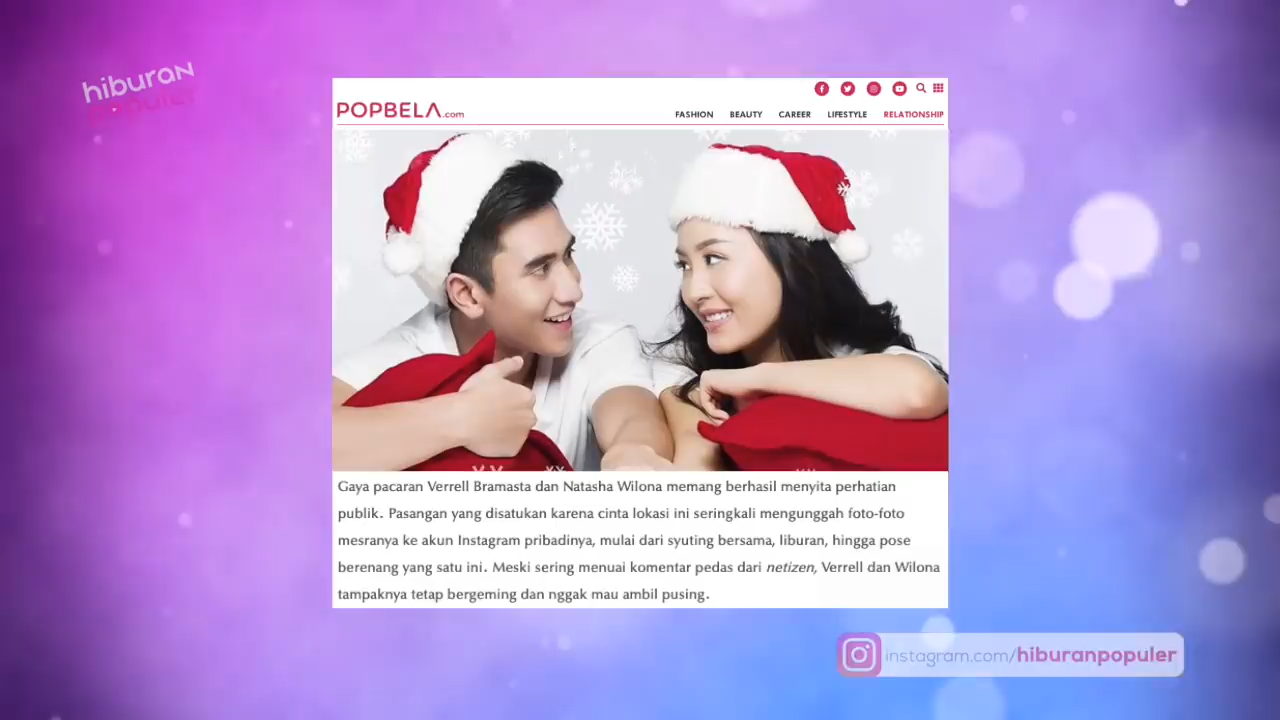 hiburan
populer
POPBELA.com
FASHION BEAUTY CAREER LIFESTYLE RELATIONSHIP
Gaya pacaran Verrell Bramasta dan Natasha Wilona memang berhasil menyita perhatian
publik. Pasangan yang disatukan karena cinta lokasi ini seringkali mengunggah foto-foto
mesranya ke akun Instagram pribadinya, mulai dari syuting bersama, liburan, hingga pose
berenang yang satu ini. Meski sering menuai komentar pedas dari netizen, Verrell dan Wilona
tampaknya tetap bergeming dan nggak mau ambil pusing.
instagram.com/hiburanpopuler